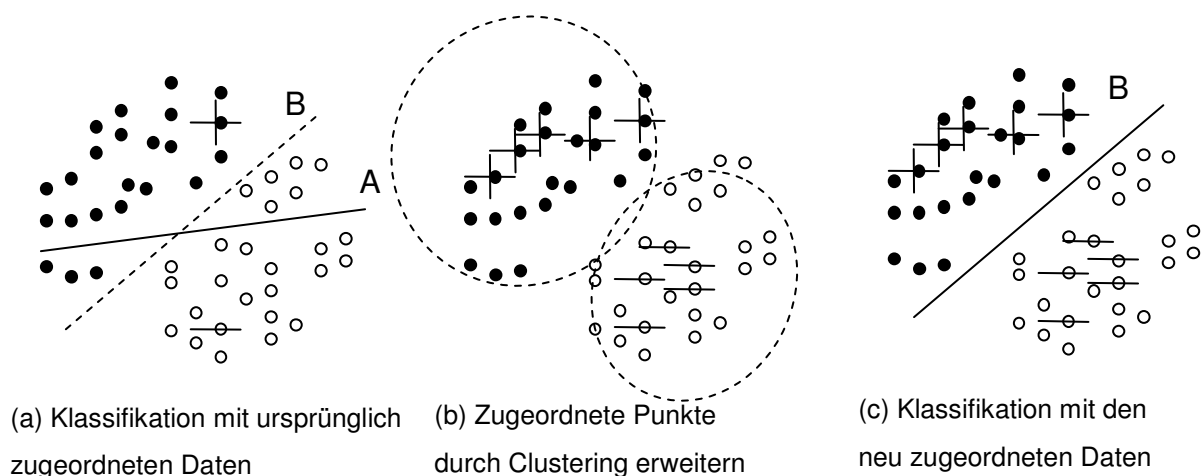 B
A
B
(a) Klassifikation mit ursprünglich
zugeordneten Daten
(b) Zugeordnete Punkte
durch Clustering erweitern
(c) Klassifikation mit den
neu zugeordneten Daten